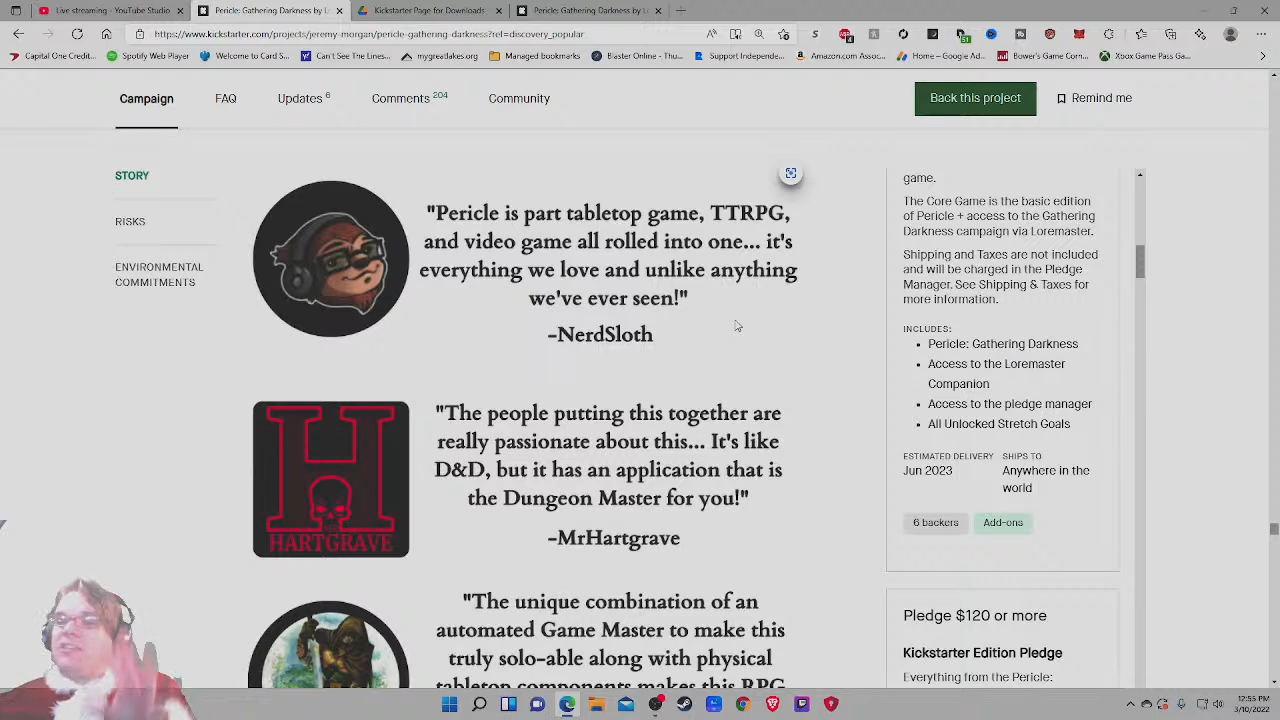 Live streaming - YouTube Studio
Pericle: Gathering Darkness by L
Kickstarter Page for Downloads
Pericle: Gathering Darkness by L
https://www.kickstarter.com/projects/jeremy-morgan/pericle-gathering-darkness?ref=discovery_popular
Capital One Credit...
Spotify Web Player
Welcome to Card 5...
Can't See The Lines...
mygreatlakes.org
Managed bookmarks
Blaster Online - Thu...
Support Independe...
Amazon.com Assoc...
Home
Bower's Game Corn...
Xbox Game Pass Gam...
Campaign
FAQ
Updates 6
Comments 204
Community
Back this project
Remind me
STORY
RISKS
ENVIRONMENTAL
COMMITMENTS
"Pericle is part tabletop game, TTRPG,
and video game all rolled into one... it's
everything we love and unlike anything
we've ever seen!"
-NerdSloth
HARTGRAVE
"The people putting this together are
really passionate about this... It's like
D&D, but it has an application that is
the Dungeon Master for you!"
-MrHartgrave
"The unique combination of an
automated Game Master to make this
truly solo-able along with physical
tabletop components makes this RPG
game.
The Core Game is the basic edition
of Pericle + access to the Gathering
Darkness campaign via Loremaster.
Shipping and Taxes are not included
and will be charged in the Pledge
Manager. See Shipping & Taxes for
more information.
INCLUDES:
Pericle: Gathering Darkness
Access to the Loremaster
Companion
Access to the pledge manager
All Unlocked Stretch Goals
ESTIMATED DELIVERY
Jun 2023
SHIPS TO
Anywhere in the
world
6 backers
Add-ons
Pledge $120 or more
Kickstarter Edition Pledge
Everything from the Pericle:
12:55 PM
3/10/2022